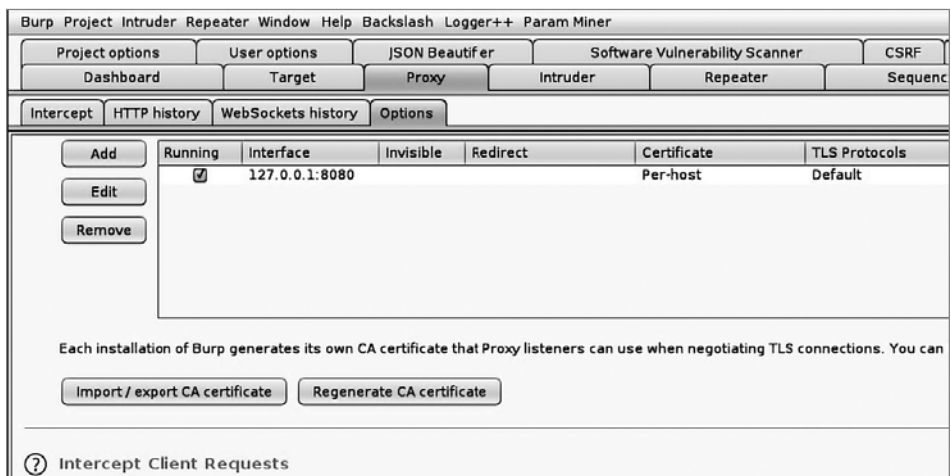 Burp Project Intruder Repeater Window Help Backslash Logger++ Param Miner
Project options User options JSON Beautifier Software Vulnerability Scanner CSRF
Dashboard Target Proxy Intruder Repeater Sequenc
Intercept HTTP history WebSockets history Options
Add Running Interface Invisible Redirect Certificate TLS Protocols
127.0.0.1:8080 Per-host Default
Edit
Remove
Each installation of Burp generates its own CA certificate that Proxy listeners can use when negotiating TLS connections. You can
Import / export CA certificate Regenerate CA certificate
? Intercept Client Requests